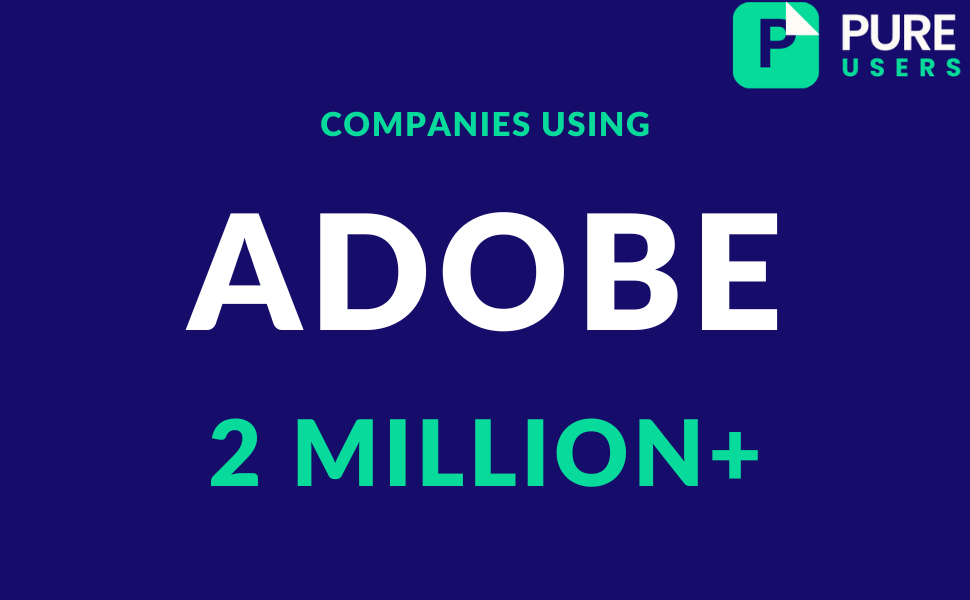 P PURE
USERS
COMPANIES USING
ADOBE
2 MILLION+